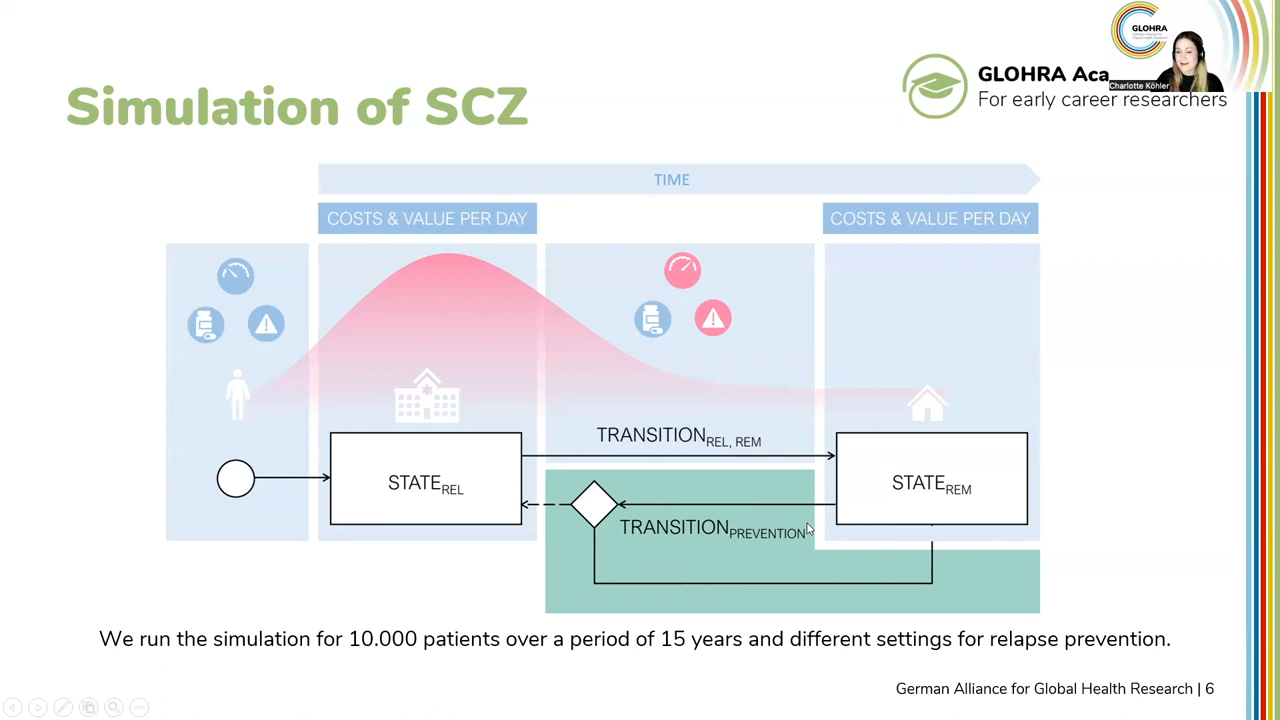 GLOHRA
Charlotte Köhler
GLOHRA Aca
For early career researchers
Simulation of SCZ
TIME
COSTS & VALUE PER DAY
COSTS & VALUE PER DAY
TRANSITION REL, REM
STATE REL
STATE REM
TRANSITION PREVENTION
We run the simulation for 10.000 patients over a period of 15 years and different settings for relapse prevention.
German Alliance for Global Health Research | 6